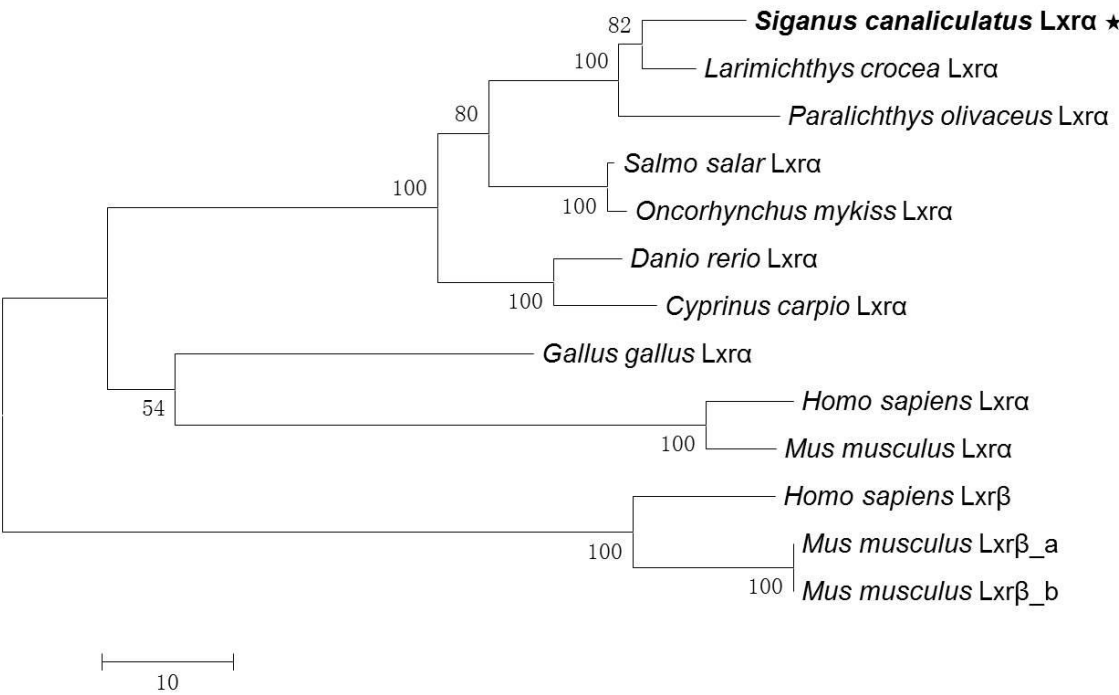 82
Siganus canaliculatus Lxrα ★
100
Larimichthys crocea Lxrα
80
Paralichthys olivaceus Lxrα
100
Salmo salar Lxrα
100
Oncorhynchus mykiss Lxrα
Danio rerio Lxrα
100
Cyprinus carpio Lxrα
Gallus gallus Lxrα
54
Homo sapiens Lxrα
100
Mus musculus Lxrα
Homo sapiens Lxrβ
100
Mus musculus Lxrβ_a
100
Mus musculus Lxrβ_b
10